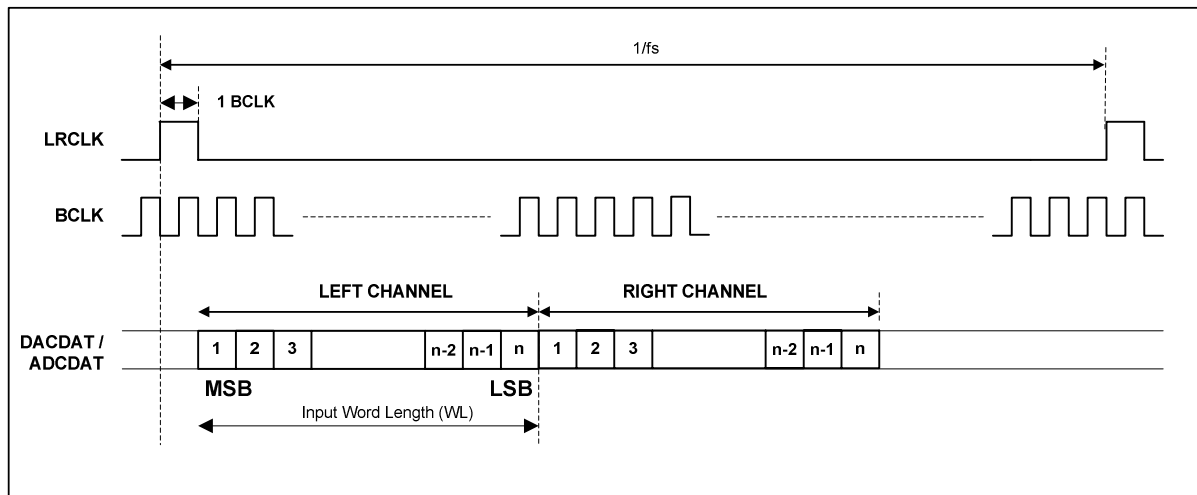 1/fs
1 BCLK
LRCLK
BCLK
LEFT CHANNEL
RIGHT CHANNEL
DACDAT /
ADCDAT
1 2 3 n-2 n-1 n 1 2 3 n-2 n-1 n
MSB LSB
Input Word Length (WL)